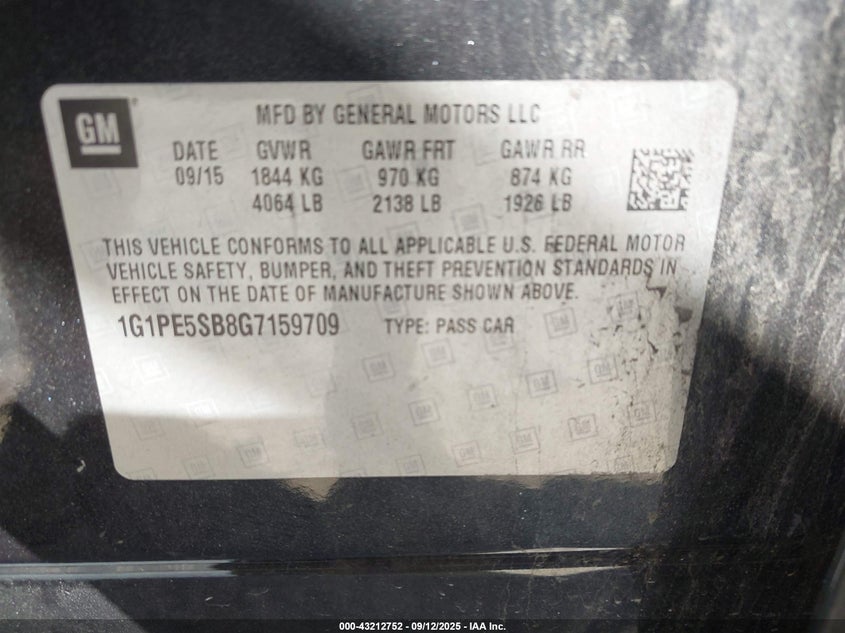 GM
MFD BY GENERAL MOTORS LLC
DATE GVWR GAWR FRT GAWR RR
09/15 1844 KG 970 KG 874 KG
4064 LB 2138 LB 1926 LB
THIS VEHICLE CONFORMS TO ALL APPLICABLE U.S. FEDERAL MOTOR
VEHICLE SAFETY, BUMPER, AND THEFT PREVENTION STANDARDS IN
EFFECT ON THE DATE OF MANUFACTURE SHOWN ABOVE.
1G1PE5SB8G7159709 TYPE: PASS CAR
000-43212752 - 09/12/2025 - IAA Inc.